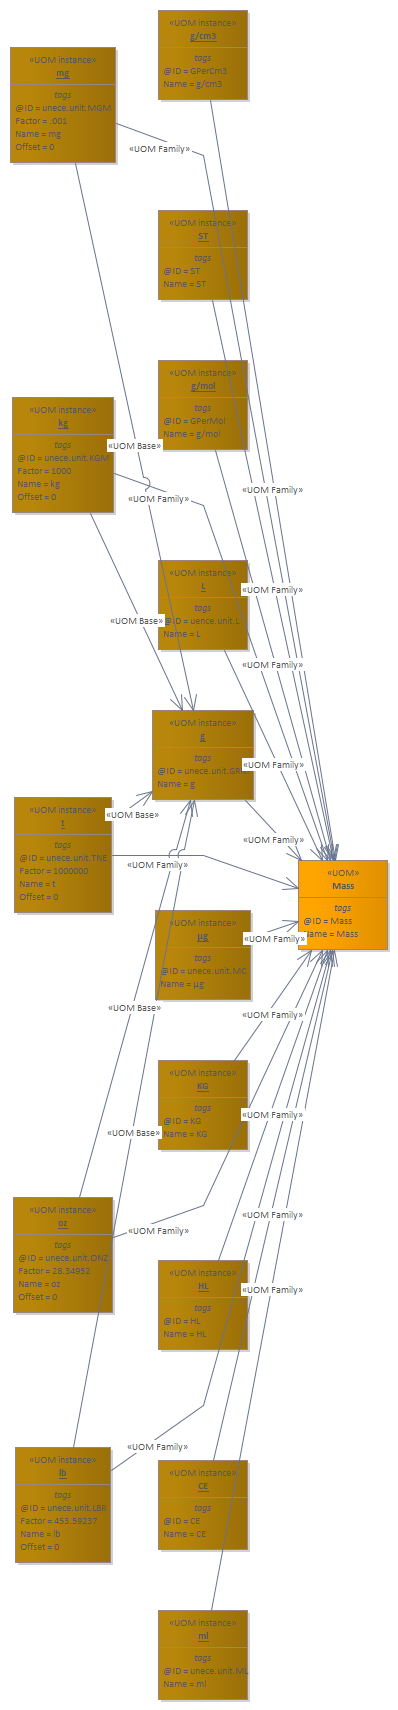 «UOM instance»
g/cm3
tags
@ID = GPerCm3
Name = g/cm3
«UOM instance»
mg
tags
@ID = unece.unit.MGM
Factor = .001
Name = mg
Offset = 0
«UOM Family»
«UOM instance»
ST
tags
@ID = ST
Name = ST
«UOM instance»
g/mol
tags
@ID = GPerMol
Name = g/mol
«UOM instance»
kg
tags
@ID = unece.unit.KGM
Factor = 1000
Name = kg
Offset = 0
«UOM Base»
«UOM Family»
«UOM Family»
«UOM instance»
L
tags
@ID = uence.unit.L
Name = L
«UOM Family»
«UOM Base»
«UOM Family»
«UOM instance»
g
tags
@ID = unece.unit.GR
Name = g
«UOM Family»
«UOM instance»
t
tags
@ID = unece.unit.TNE
Factor = 1000000
Name = t
Offset = 0
«UOM Base»
«UOM Family»
«UOM Family»
«UOM»
Mass
tags
@ID = Mass
Name = Mass
«UOM instance»
µg
tags
@ID = unece.unit.MC
Name = µg
«UOM Family»
«UOM Base»
«UOM Family»
«UOM instance»
KG
tags
@ID = KG
Name = KG
«UOM Family»
«UOM Base»
«UOM instance»
oz
tags
@ID = unece.unit.ONZ
Factor = 28.34952
Name = oz
Offset = 0
«UOM Family»
«UOM Family»
«UOM instance»
HL
tags
@ID = HL
Name = HL
«UOM Family»
«UOM instance»
lb
tags
@ID = unece.unit.LBR
Factor = 453.59237
Name = lb
Offset = 0
«UOM Family»
«UOM instance»
CE
tags
@ID = CE
Name = CE
«UOM instance»
ml
tags
@ID = unece.unit.ML
Name = ml